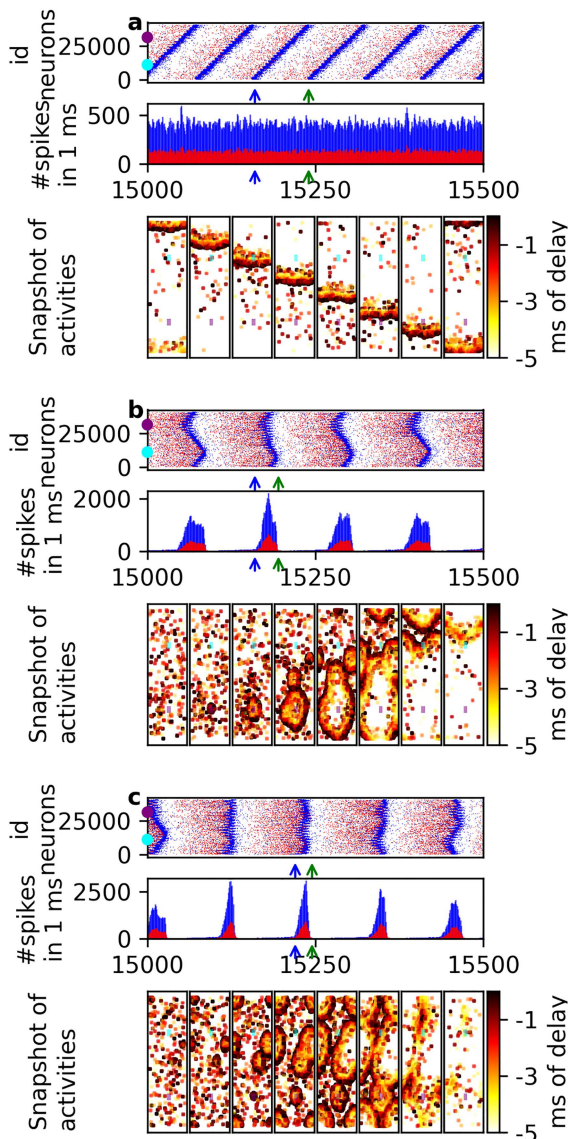 a
id
neurons
25000
0
#spikes
in 1 ms
500
0
15000 15250 15500
Snapshot of
activities
-1
-3
-5
ms of delay
b
id
neurons
25000
0
#spikes
in 1 ms
2000
0
15000 15250 15500
Snapshot of
activities
-1
-3
-5
ms of delay
c
id
neurons
25000
0
#spikes
in 1 ms
2500
0
15000 15250 15500
Snapshot of
activities
-1
-3
-5
ms of delay